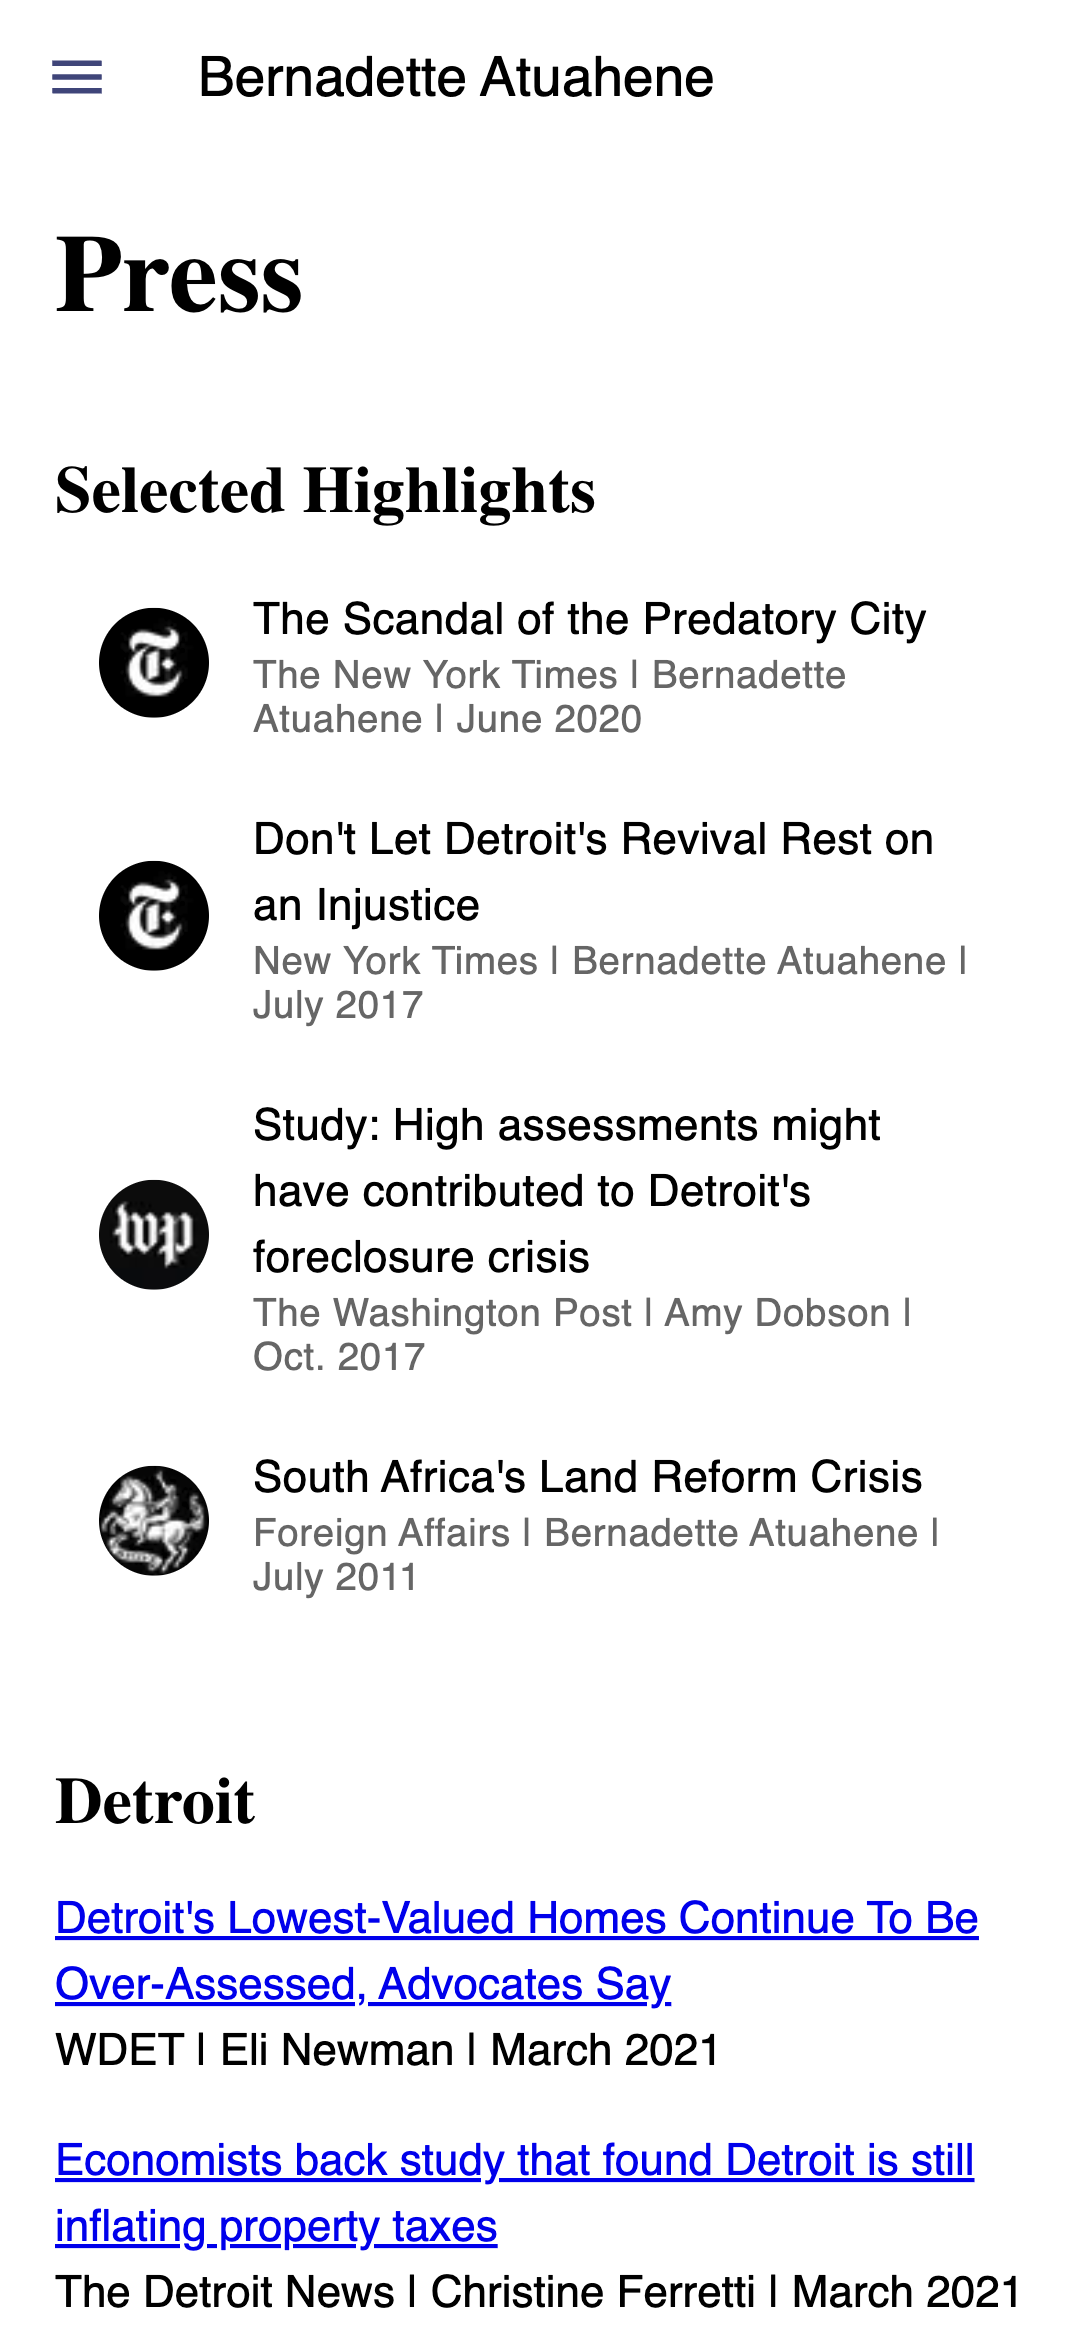 Bernadette Atuahene
Press
Selected Highlights
The Scandal of the Predatory City
The New York Times | Bernadette
Atuahene | June 2020
Don't Let Detroit's Revival Rest on
an Injustice
New York Times | Bernadette Atuahene |
July 2017
wp
Study: High assessments might
have contributed to Detroit's
foreclosure crisis
The Washington Post | Amy Dobson |
Oct. 2017
South Africa's Land Reform Crisis
Foreign Affairs | Bernadette Atuahene |
July 2011
Detroit
Detroit's Lowest-Valued Homes Continue To Be
Over-Assessed, Advocates Say
WDET | Eli Newman | March 2021
Economists back study that found Detroit is still
inflating property taxes
The Detroit News | Christine Ferretti | March 2021